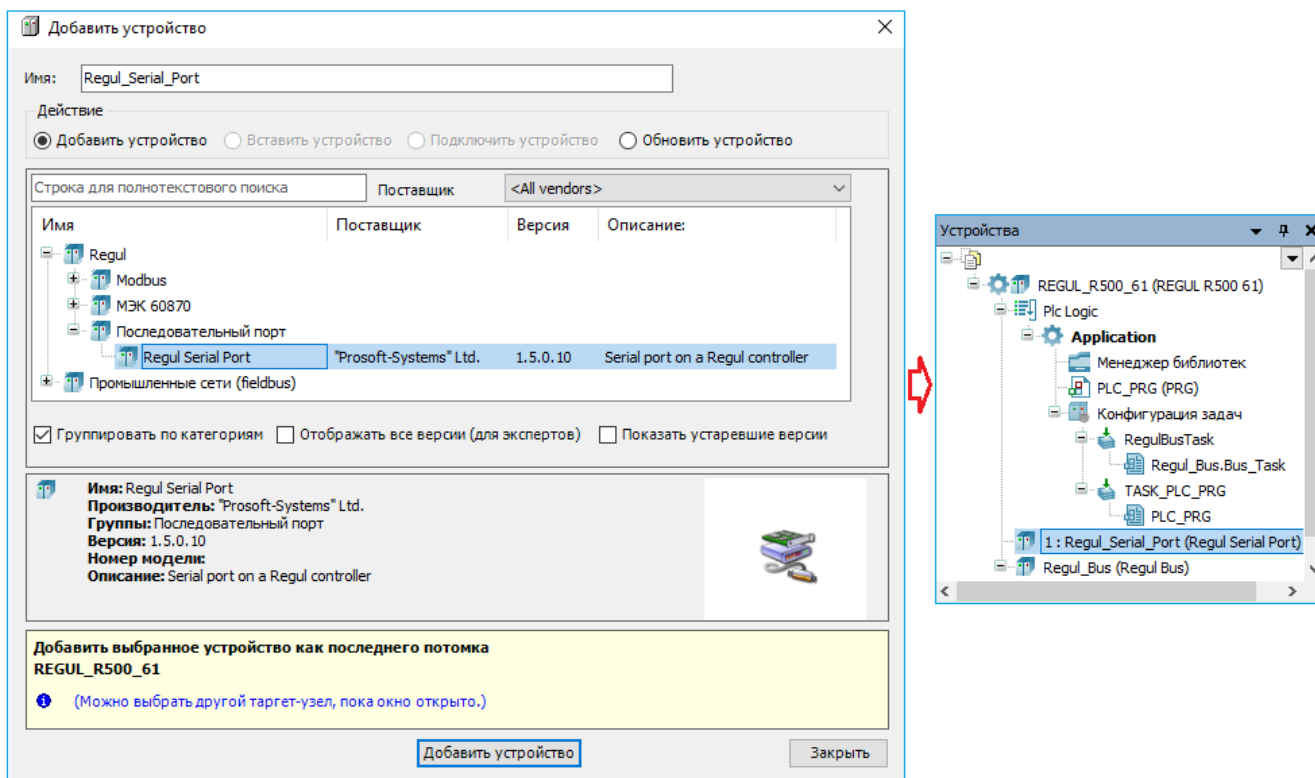 Добавить устройство
Имя: Regul_Serial_Port
Действие
Добавить устройство Вставить устройство Подключить устройство Обновить устройство
Строка для полнотекстового поиска Поставщик <All vendors>
Имя Поставщик Версия Описание:
Regul
Modbus
МЭК 60870
Последовательный порт
Regul Serial Port "Prosoft-Systems" Ltd. 1.5.0.10 Serial port on a Regul controller
Промышленные сети (fieldbus)
Группировать по категориям Отображать все версии (для экспертов) Показать устаревшие версии
Имя: Regul Serial Port
Производитель: "Prosoft-Systems" Ltd.
Группы: Последовательный порт
Версия: 1.5.0.10
Номер модели:
Описание: Serial port on a Regul controller
Добавить выбранное устройство как последнего потомка
REGUL_R500_61
(Можно выбрать другой таргет-узел, пока окно открыто.)
Добавить устройство Закрыть
Устройства
REGUL_R500_61 (REGUL R500 61)
Plc Logic
Application
Менеджер библиотек
PLC_PRG (PRG)
Конфигурация задач
RegulBusTask
Regul_Bus.Bus_Task
TASK_PLC_PRG
PLC_PRG
1 : Regul_Serial_Port (Regul Serial Port)
Regul_Bus (Regul Bus)